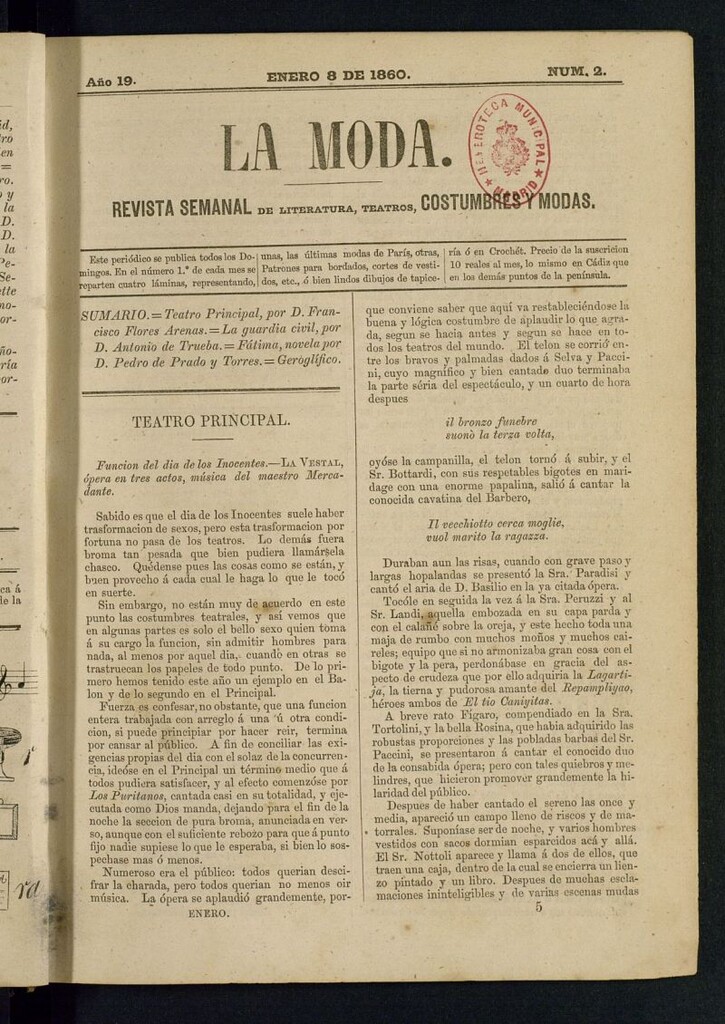 Año 19.
ENERO 8 DE 1860.
NUM. 2.
LA MODA.
HEMEROTECA MUNICIPAL
★ MADRID ★
REVISTA SEMANAL DE LITERATURA, TEATROS, COSTUMBRES Y MODAS.
Este periódico se publica todos los Do-
mingos. En el número 1.º de cada mes se
reparten cuatro láminas, representando,
unas, las últimas modas de París, otras,
Patrones para bordados, cortes de vesti-
dos, etc., ó bien lindos dibujos de tapice-
ría ó en Crochét. Precio de la suscricion
10 reales al mes, lo mismo en Cádiz que
en los demás puntos de la península.
SUMARIO.=Teatro Principal, por D. Fran-
cisco Flores Arenas.=La guardia civil, por
D. Antonio de Trueba.=Fátima, novela por
D. Pedro de Prado y Torres.=Geroglífico.
TEATRO PRINCIPAL.
Funcion del dia de los Inocentes.—LA VESTAL,
ópera en tres actos, música del maestro Merca-
dante.
Sabido es que el dia de los Inocentes suele haber
trasformacion de sexos, pero esta trasformacion por
fortuna no pasa de los teatros. Lo demás fuera
broma tan pesada que bien pudiera llamársela
chasco. Quédense pues las cosas como se están, y
buen provecho á cada cual le haga lo que le tocó
en suerte.
Sin embargo, no están muy de acuerdo en este
punto las costumbres teatrales, y así vemos que
en algunas partes es solo el bello sexo quien toma
á su cargo la funcion, sin admitir hombres para
nada, al menos por aquel dia, cuando en otras se
trastruecan los papeles de todo punto. De lo pri-
mero hemos tenido este año un ejemplo en el Ba-
lon y de lo segundo en el Principal.
Fuerza es confesar, no obstante, que una funcion
entera trabajada con arreglo á una ú otra condi-
cion, si puede principiar por hacer reir, termina
por cansar al público. A fin de conciliar las exi-
gencias propias del dia con el solaz de la concurren-
cia, ideóse en el Principal un término medio que á
todos pudiera satisfacer, y al efecto comenzóse por
Los Puritanos, cantada casi en su totalidad, y eje-
cutada como Dios manda, dejando para el fin de la
noche la seccion de pura broma, anunciada en ver-
so, aunque con el suficiente rebozo para que á punto
fijo nadie supiese lo que le esperaba, si bien lo sos-
pechase mas ó menos.
Numeroso era el público: todos querian desci-
frar la charada, pero todos querian no menos oir
música. La ópera se aplaudió grandemente, por-
ENERO.
que conviene saber que aquí va restableciéndose la
buena y lógica costumbre de aplaudir lo que agra-
da, segun se hacia antes y segun se hace en to-
dos los teatros del mundo. El telon se corrió en-
tre los bravos y palmadas dados á Selva y Pacci-
ni, cuyo magnífico y bien cantado duo terminaba
la parte séria del espectáculo, y un cuarto de hora
despues
il bronzo funebre
suonò la terza volta,
oyóse la campanilla, el telon tornó á subir, y el
Sr. Bottardi, con sus respetables bigotes en mari-
dage con una enorme papalina, salió á cantar la
conocida cavatina del Barbero,
Il vecchiotto cerca moglie,
vuol marito la ragazza.
Duraban aun las risas, cuando con grave paso y
largas hopalandas se presentó la Sra. Paradisi y
cantó el aria de D. Basilio en la ya citada ópera.
Tocóle en seguida la vez á la Sra. Peruzzi y al
Sr. Landi, aquella embozada en su capa parda y
con el calañé sobre la oreja, y este hecho toda una
maja de rumbo con muchos moños y muchos cai-
reles; equipo que si no armonizaba gran cosa con el
bigote y la pera, perdonábase en gracia del as-
pecto de crudeza que por ello adquiria la Lagarti-
ja, la tierna y pudorosa amante del Repampliyao,
héroes ambos de El tio Caniyitas.
A breve rato Fígaro, compendiado en la Sra.
Tortolini, y la bella Rosina, que habia adquirido las
robustas proporciones y las pobladas barbas del Sr.
Paccini, se presentaron á cantar el conocido duo
de la consabida ópera; pero con tales quiebros y me-
lindres, que hicieron promover grandemente la hi-
laridad del público.
Despues de haber cantado el sereno las once y
media, apareció un campo lleno de riscos y de ma-
torrales. Suponíase ser de noche, y varios hombres
vestidos con sacos dormian esparcidos acá y allá.
El Sr. Nottoli aparece y llama á dos de ellos, que
traen una caja, dentro de la cual se encierra un lien-
zo pintado y un libro. Despues de muchas escla-
maciones ininteligibles y de varias escenas mudas
5